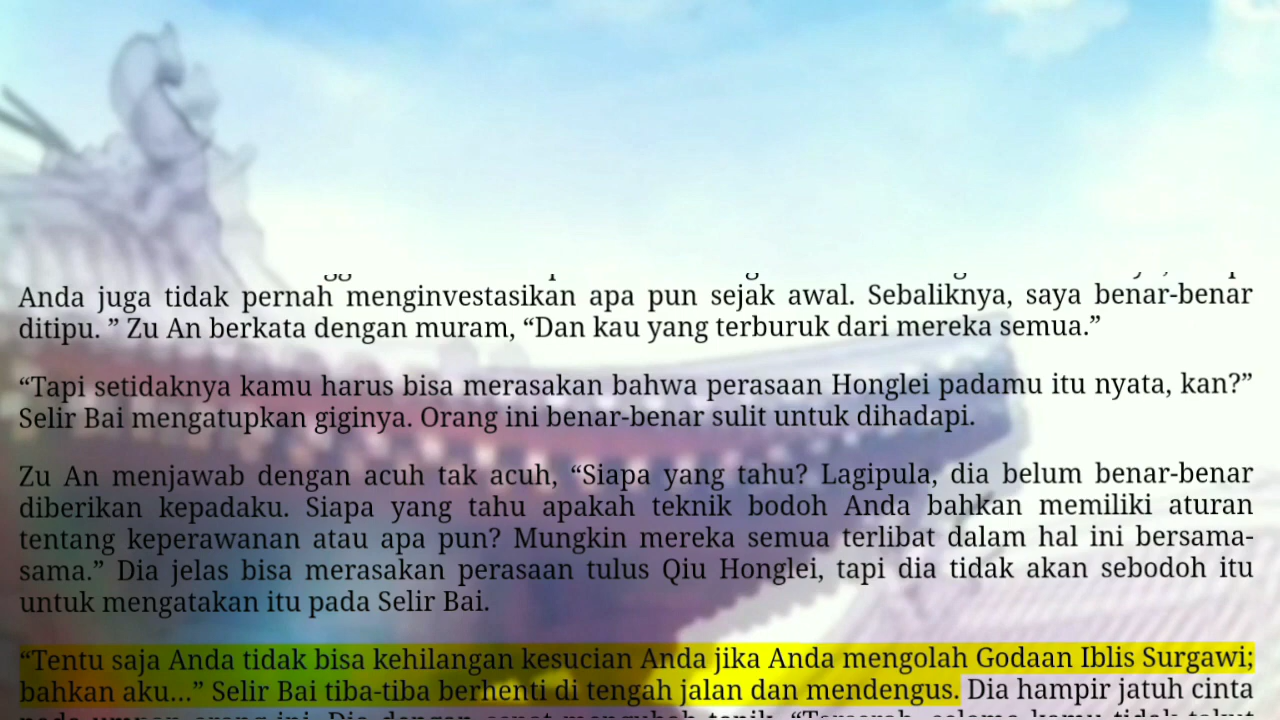 Anda juga tidak pernah menginvestasikan apa pun sejak awal. Sebaliknya, saya benar-benar
ditipu. ” Zu An berkata dengan muram, “Dan kau yang terburuk dari mereka semua.”
“Tapi setidaknya kamu harus bisa merasakan bahwa perasaan Honglei padamu itu nyata, kan?”
Selir Bai mengatupkan giginya. Orang ini benar-benar sulit untuk dihadapi.
Zu An menjawab dengan acuh tak acuh, “Siapa yang tahu? Lagipula, dia belum benar-benar
diberikan kepadaku. Siapa yang tahu apakah teknik bodoh Anda bahkan memiliki aturan
tentang keperawanan atau apa pun? Mungkin mereka semua terlibat dalam hal ini bersama-
sama.” Dia jelas bisa merasakan perasaan tulus Qiu Honglei, tapi dia tidak akan sebodoh itu
untuk mengatakan itu pada Selir Bai.
“Tentu saja Anda tidak bisa kehilangan kesucian Anda jika Anda mengolah Godaan Iblis Surgawi;
bahkan aku...” Selir Bai tiba-tiba berhenti di tengah jalan dan mendengus. Dia hampir jatuh cinta